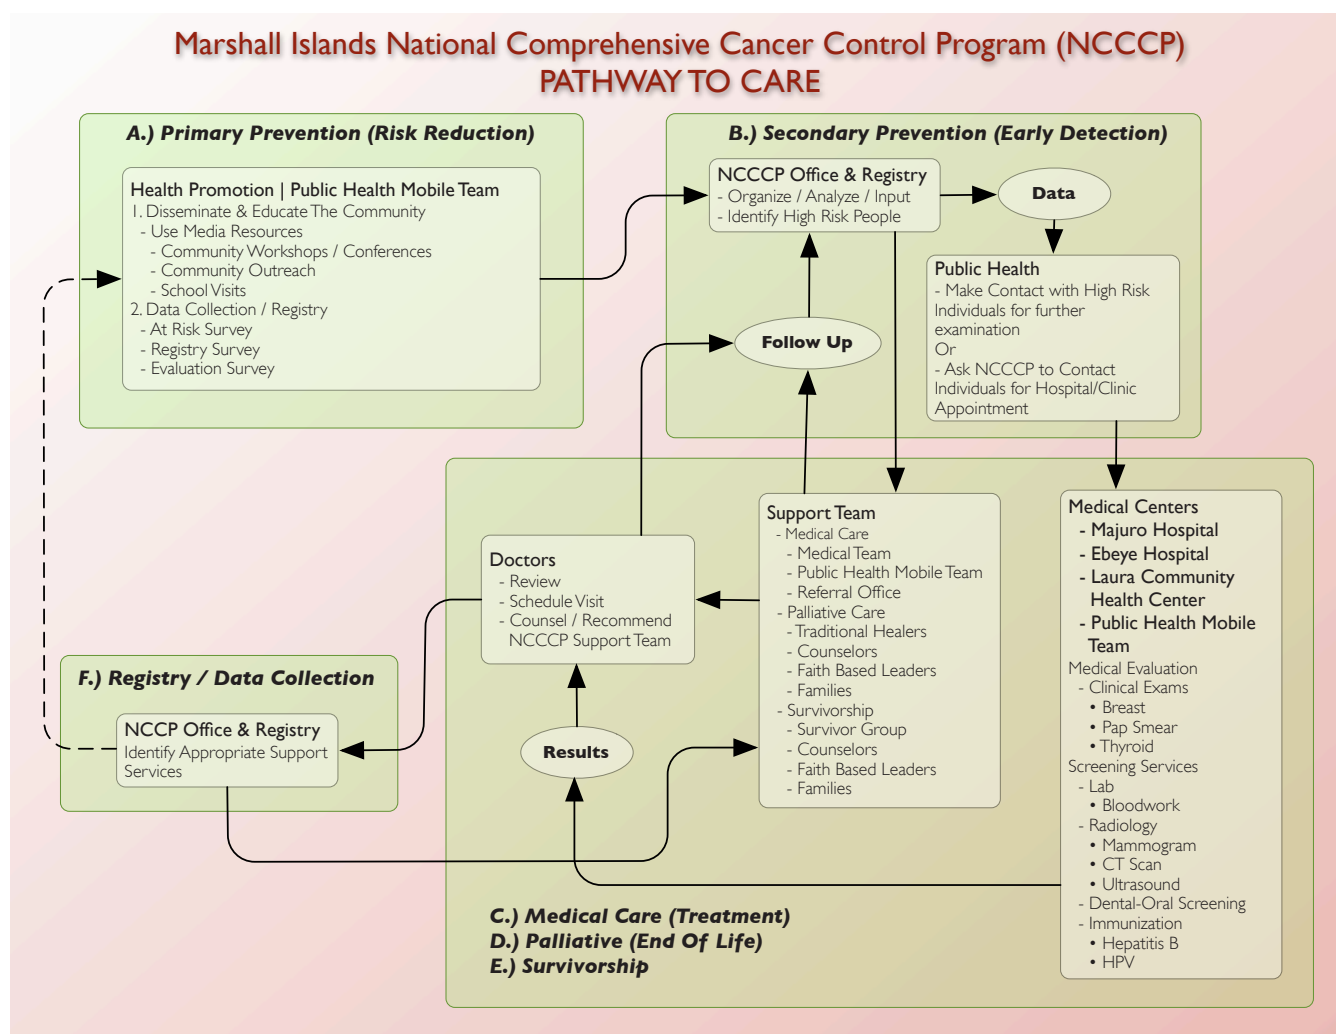 Marshall Islands National Comprehensive Cancer Control Program (NCCCP)
PATHWAY TO CARE
A.) Primary Prevention (Risk Reduction)
Health Promotion | Public Health Mobile Team
1. Disseminate & Educate The Community
- Use Media Resources
- Community Workshops / Conferences
- Community Outreach
- School Visits
2. Data Collection / Registry
- At Risk Survey
- Registry Survey
- Evaluation Survey
B.) Secondary Prevention (Early Detection)
NCCCP Office & Registry
- Organize / Analyze / Input
- Identify High Risk People
Data
Public Health
- Make Contact with High Risk
Individuals for further
examination
Or
- Ask NCCCP to Contact
Individuals for Hospital/Clinic
Appointment
Follow Up
Support Team
- Medical Care
- Medical Team
- Public Health Mobile Team
- Referral Office
- Palliative Care
- Traditional Healers
- Counselors
- Faith Based Leaders
- Families
- Survivorship
- Survivor Group
- Counselors
- Faith Based Leaders
- Families
Medical Centers
- Majuro Hospital
- Ebeye Hospital
- Laura Community
Health Center
- Public Health Mobile
Team
Medical Evaluation
- Clinical Exams
• Breast
• Pap Smear
• Thyroid
Screening Services
- Lab
• Bloodwork
- Radiology
• Mammogram
• CT Scan
• Ultrasound
- Dental-Oral Screening
- Immunization
• Hepatitis B
• HPV
Doctors
- Review
- Schedule Visit
- Counsel / Recommend
NCCCP Support Team
Results
F.) Registry / Data Collection
NCCP Office & Registry
Identify Appropriate Support
Services
C.) Medical Care (Treatment)
D.) Palliative (End Of Life)
E.) Survivorship